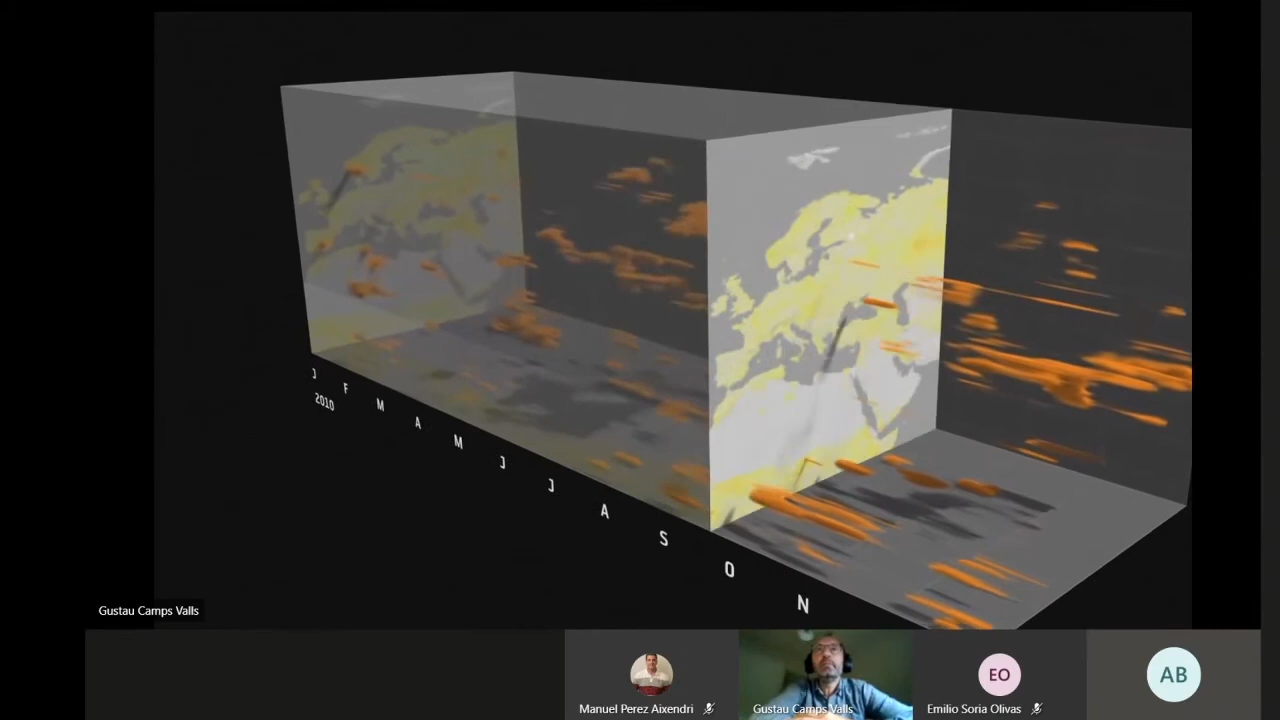 J
F
M
A
M
J
J
A
S
O
N
2010
Gustau Camps Valls
Manuel Perez Aixendri
Gustau Camps Valls
EO
Emilio Soria Olivas
AB